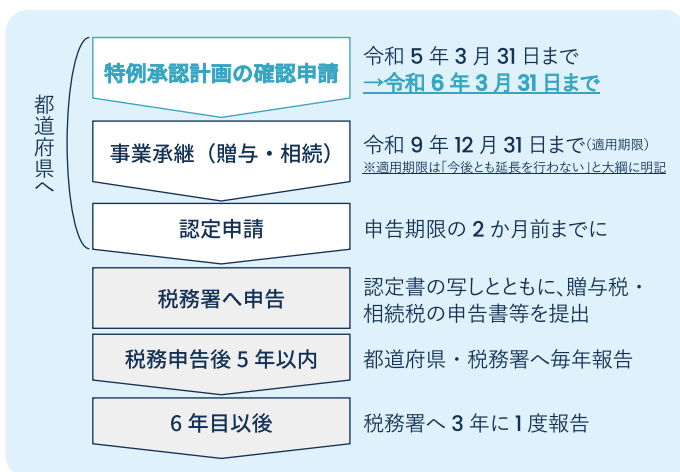 都道府県へ
特例承認計画の確認申請
令和 5 年 3 月 31 日まで
→令和 6 年 3 月 31 日まで
事業承継（贈与・相続）
令和 9 年 12 月 31 日まで（適用期限）
※適用期限は「今後とも延長を行わない」と大綱に明記
認定申請
申告期限の 2 か月前までに
税務署へ申告
認定書の写しとともに、贈与税・
相続税の申告書等を提出
税務申告後 5 年以内
都道府県・税務署へ毎年報告
6 年目以後
税務署へ 3 年に 1 度報告